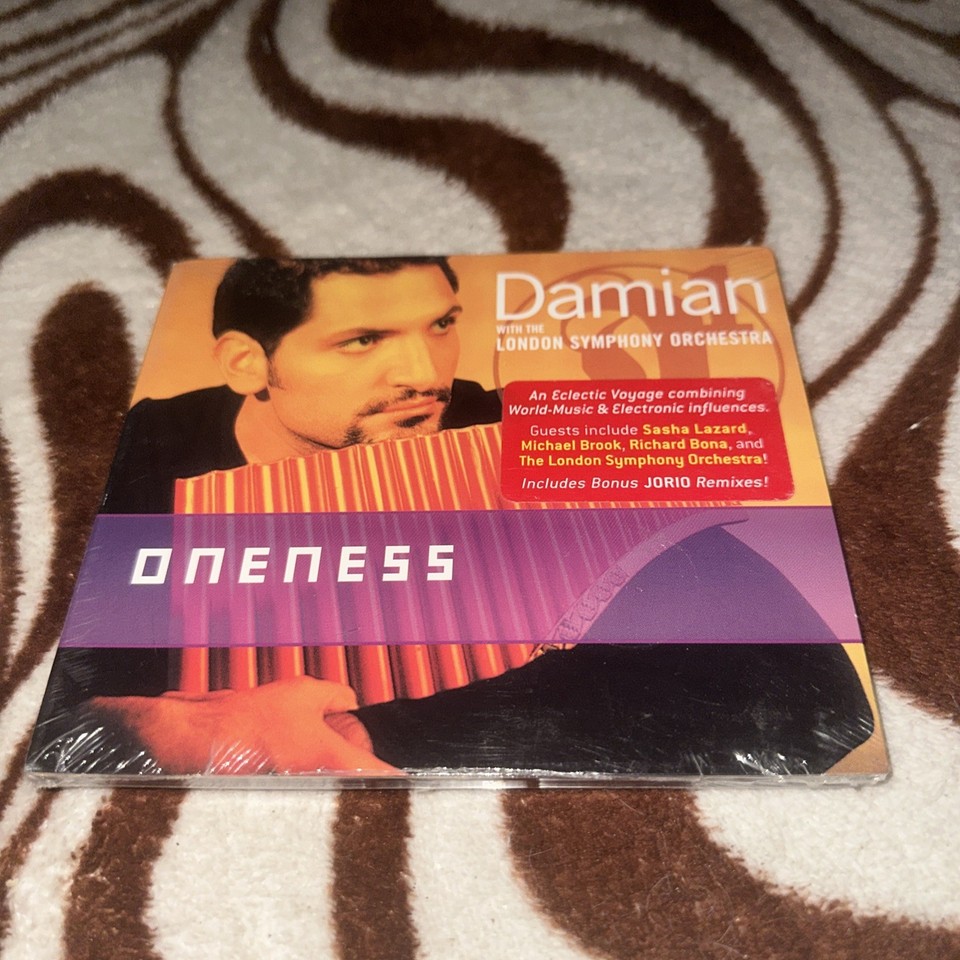 Damian
WITH THE
LONDON SYMPHONY ORCHESTRA
An Eclectic Voyage combining
World-Music & Electronic influences.
Guests include Sasha Lazard,
Michael Brook, Richard Bona, and
The London Symphony Orchestra!
Includes Bonus JORIO Remixes!
ONENESS